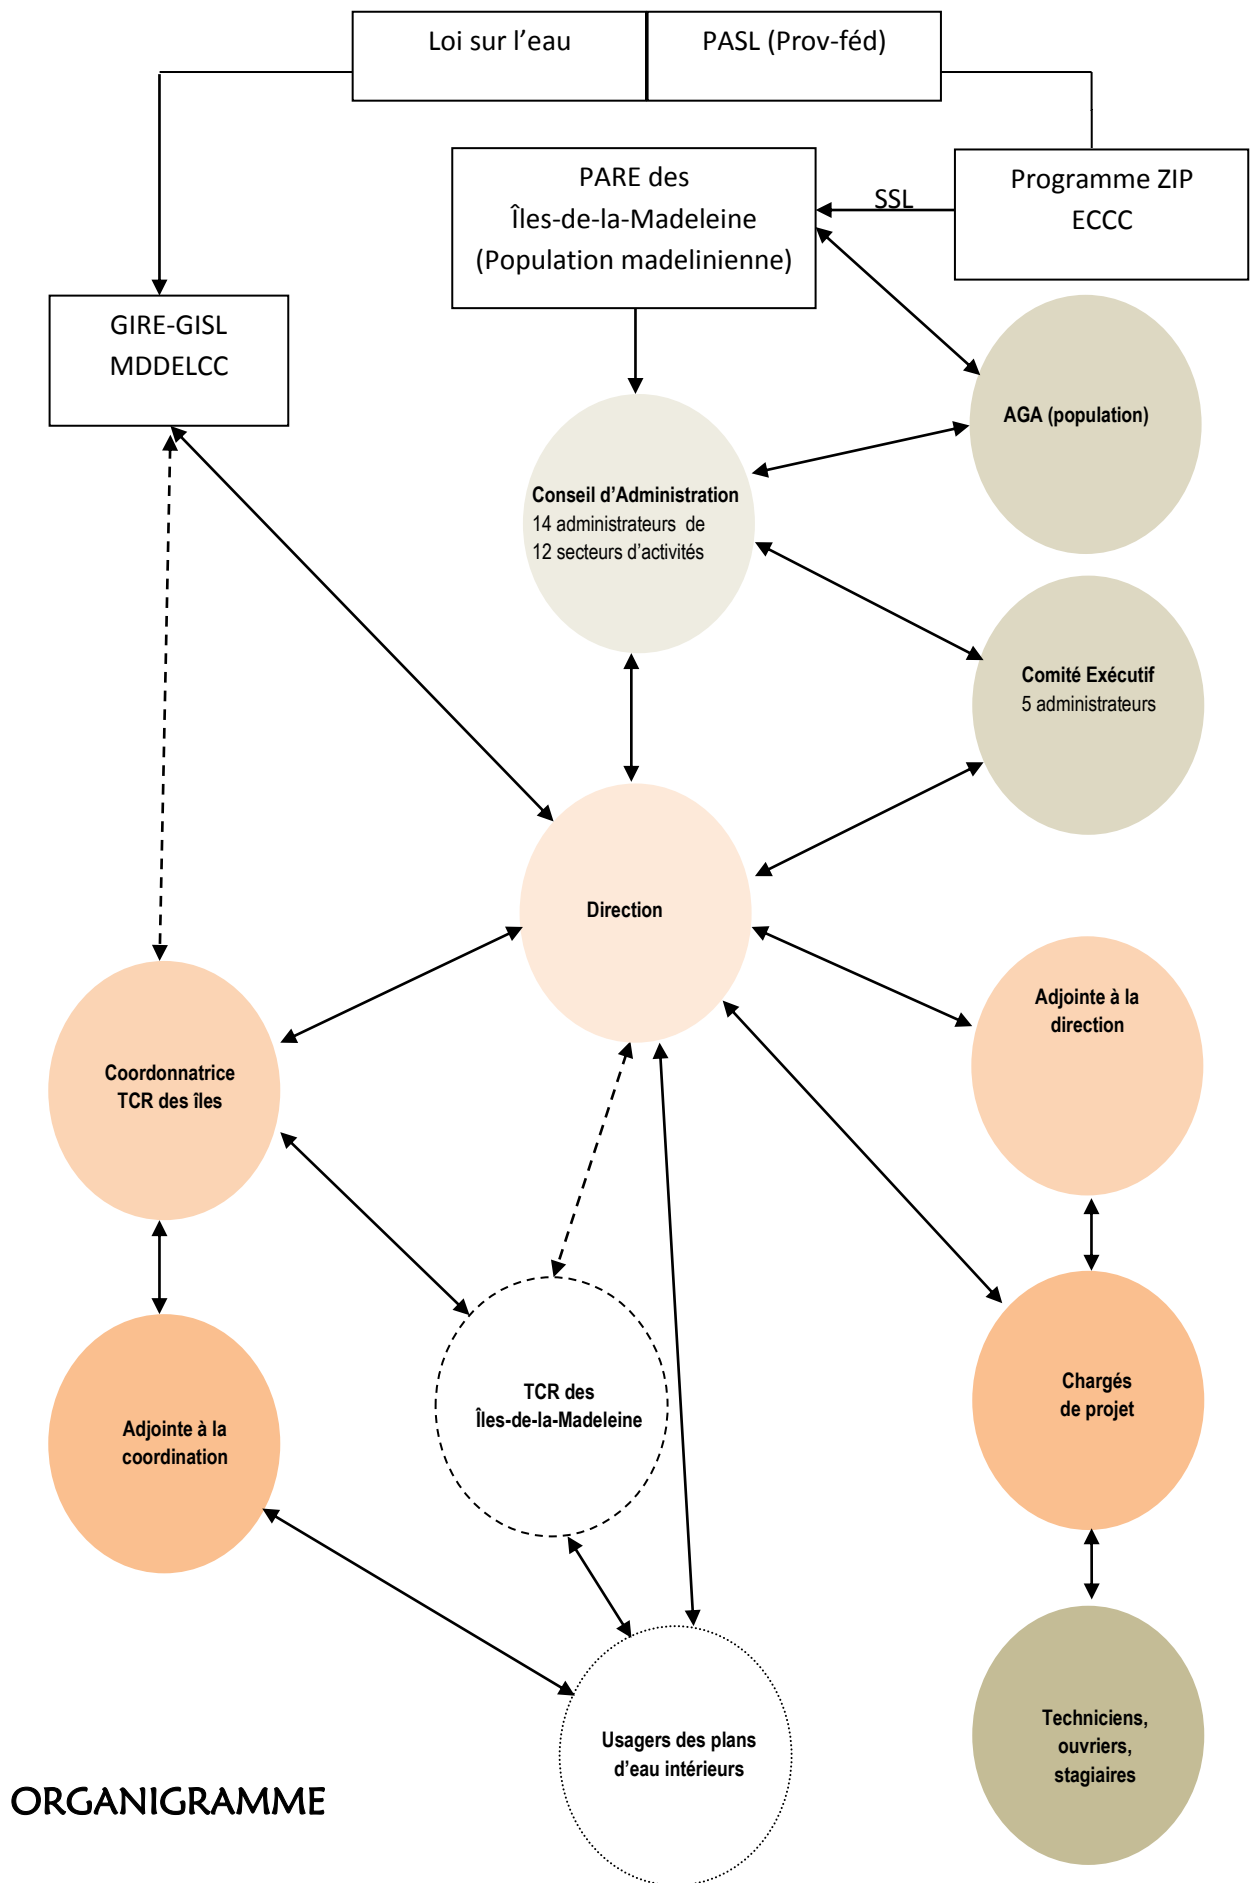 Loi sur l’eau
PASL (Prov-féd)
PARE des
Îles-de-la-Madeleine
(Population madelinienne)
SSL
Programme ZIP
ECCC
GIRE-GISL
MDDELCC
AGA (population)
Conseil d’Administration
14 administrateurs de
12 secteurs d’activités
Comité Exécutif
5 administrateurs
Direction
Adjointe à la
direction
Coordonnatrice
TCR des îles
TCR des
Îles-de-la-Madeleine
Chargés
de projet
Adjointe à la
coordination
Usagers des plans
d’eau intérieurs
Techniciens,
ouvriers,
stagiaires
ORGANIGRAMME